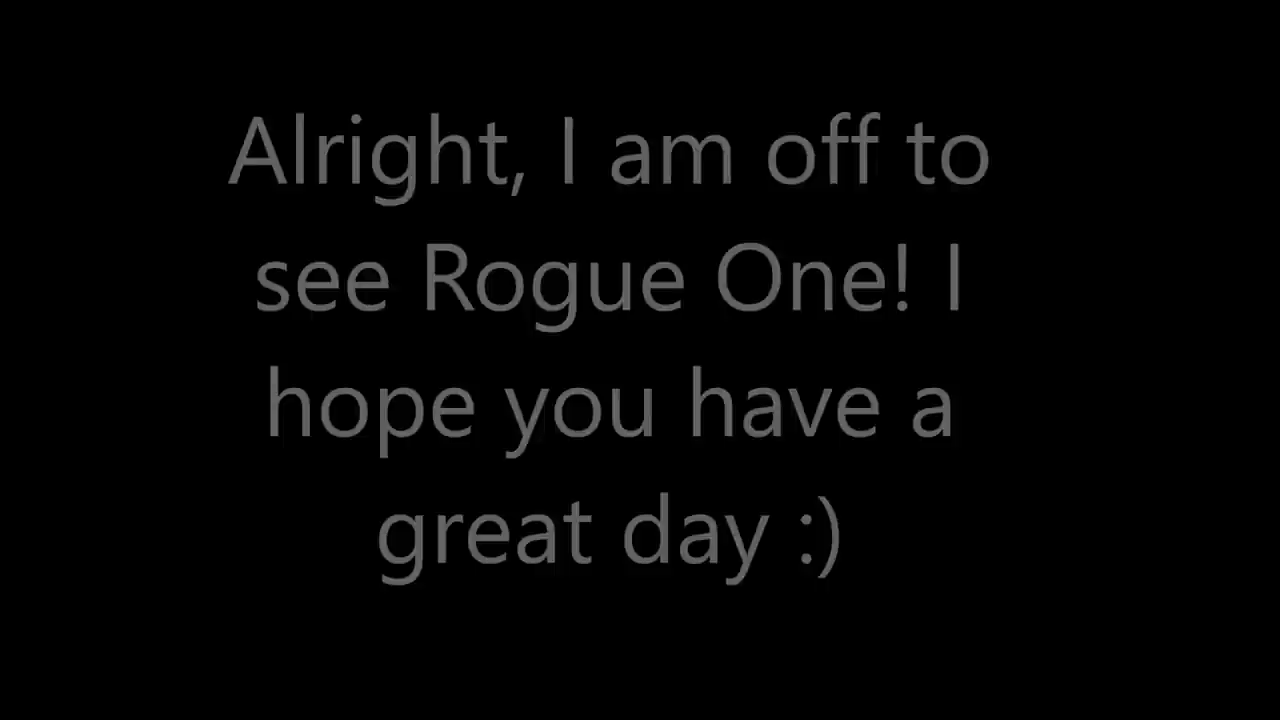 Alright, I am off to
see Rogue One! I
hope you have a
great day :)